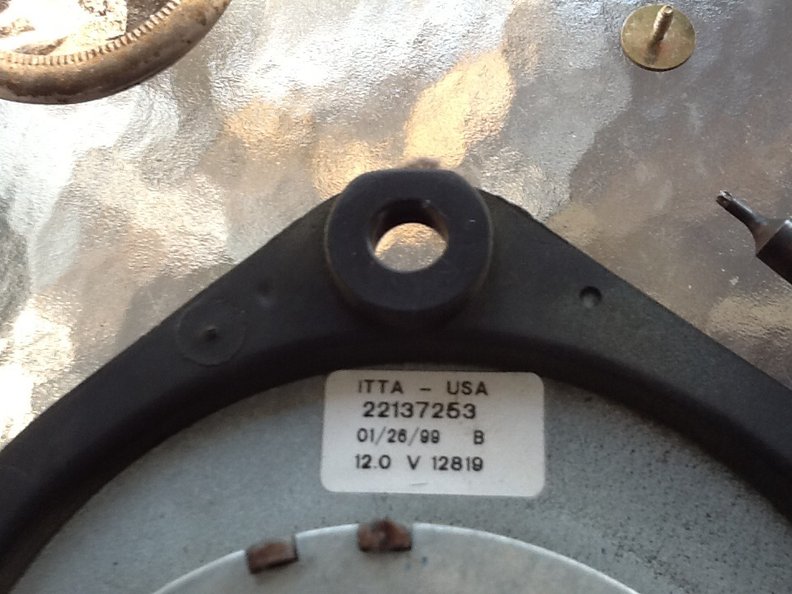 ITTA - USA
22137253
01/26/99 B
12.0 V 12819